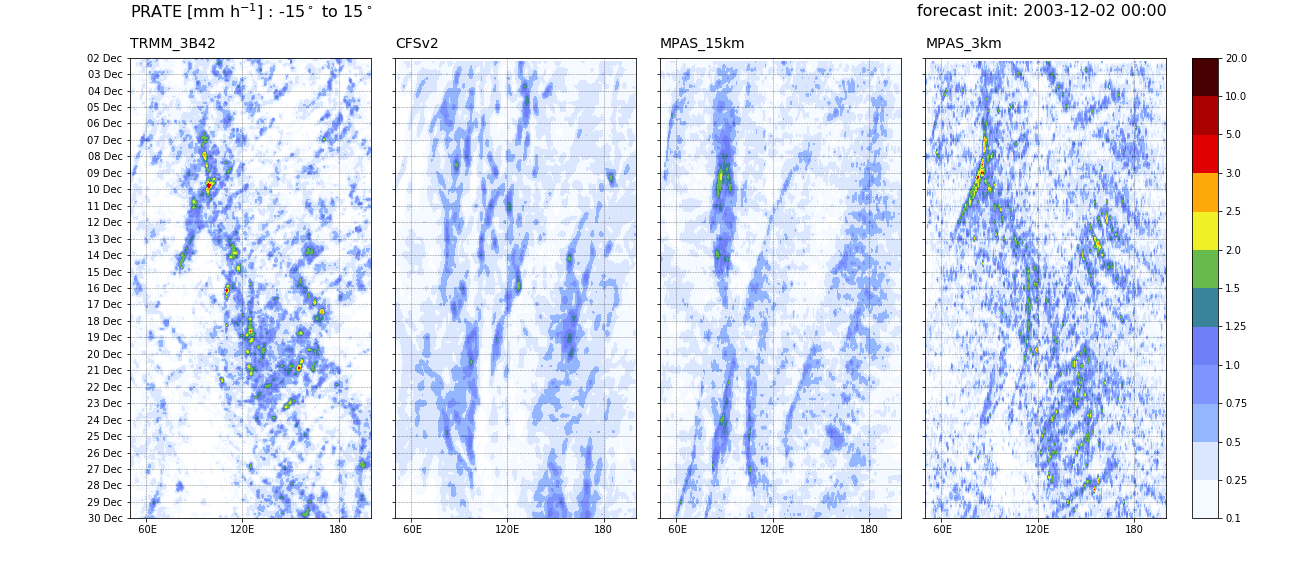 PRATE [mm h⁻¹] : -15° to 15°
forecast init: 2003-12-02 00:00
TRMM_3B42
CFSv2
MPAS_15km
MPAS_3km
02 Dec
03 Dec
04 Dec
05 Dec
06 Dec
07 Dec
08 Dec
09 Dec
10 Dec
11 Dec
12 Dec
13 Dec
14 Dec
15 Dec
16 Dec
17 Dec
18 Dec
19 Dec
20 Dec
21 Dec
22 Dec
23 Dec
24 Dec
25 Dec
26 Dec
27 Dec
28 Dec
29 Dec
30 Dec
60E 120E 180
60E 120E 180
60E 120E 180
60E 120E 180
20.0
10.0
5.0
3.0
2.5
2.0
1.5
1.25
1.0
0.75
0.5
0.25
0.1